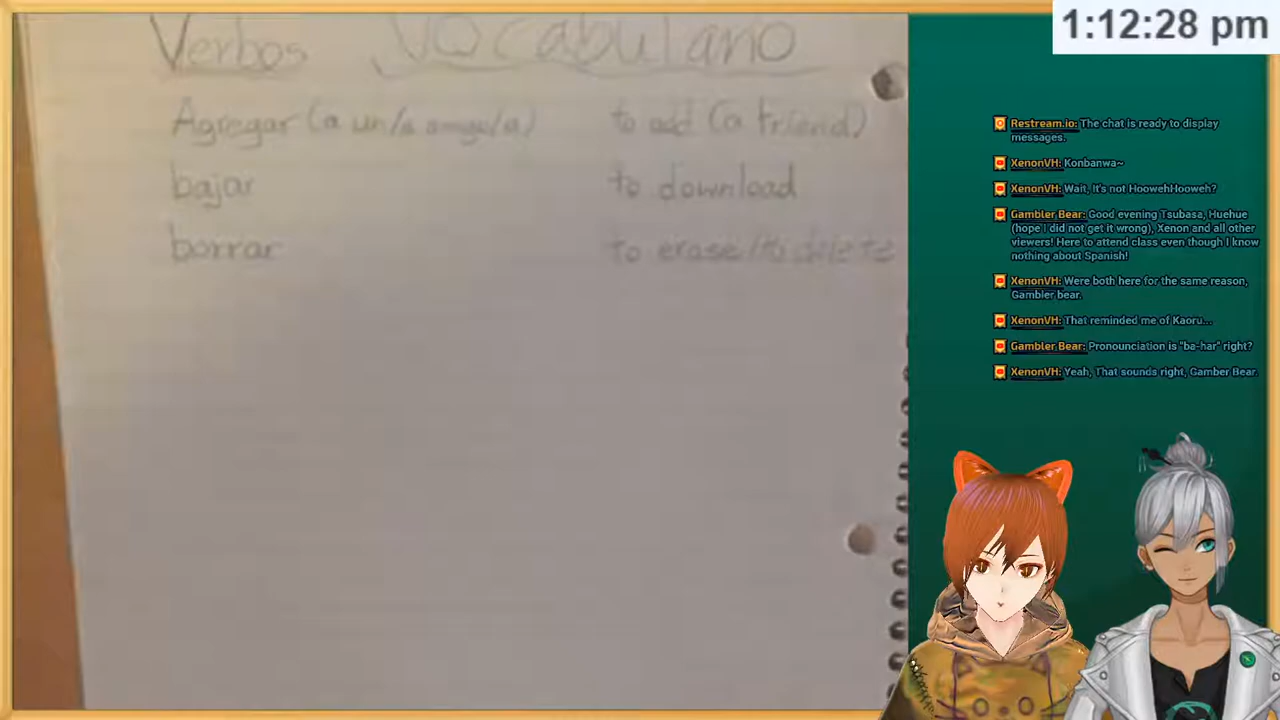 1:12:28 pm
Verbos Vocabulario
Agregar (a un/a amigo/a) to add (a friend)
bajar to download
borrar to erase/to delete
Restream.io: The chat is ready to display
messages.
XenonVH: Konbanwa~
XenonVH: Wait, It's not HoowehHooweh?
Gambler Bear: Good evening Tsubasa, Huehue
(hope I did not get it wrong), Xenon and all other
viewers! Here to attend class even though I know
nothing about Spanish!
XenonVH: Were both here for the same reason,
Gambler bear.
XenonVH: That reminded me of Kaoru...
Gambler Bear: Pronounciation is "ba-har" right?
XenonVH: Yeah, That sounds right, Gamber Bear.